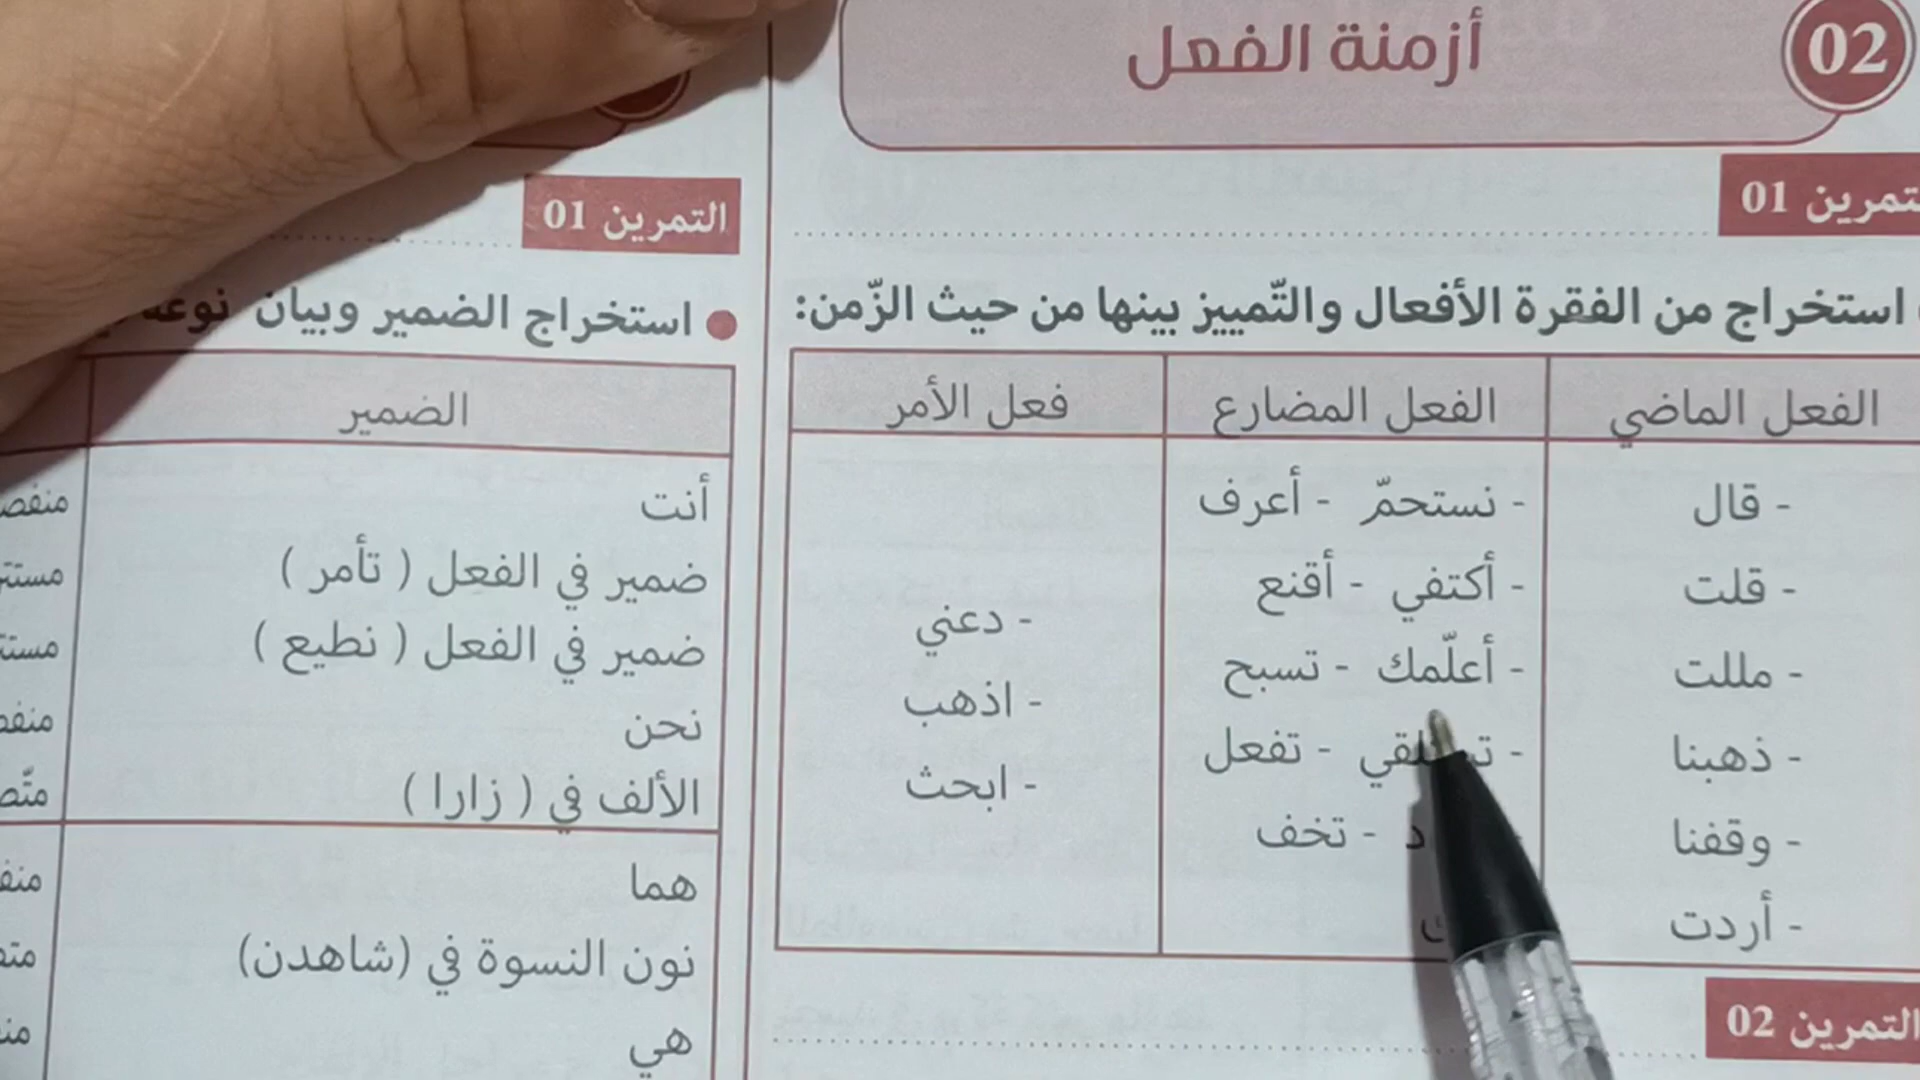 02 أزمنة الفعل
التمرين 01
استخراج من الفقرة الأفعال والتّمييز بينها من حيث الزّمن:
الفعل الماضي
- قال
- قلت
- مللت
- ذهبنا
- وقفنا
- أردت
الفعل المضارع
- نستحمّ - أعرف
- أكتفي - أقنع
- أعلّمك - تسبح
- تفعل
- تخف
فعل الأمر
- دعني
- اذهب
- ابحث
التمرين 02
التمرين 01
استخراج الضمير وبيان نوعه
الضمير
أنت
ضمير في الفعل ( تأمر )
ضمير في الفعل ( نطيع )
نحن
الألف في ( زارا )
هما
نون النسوة في (شاهدن)
هي